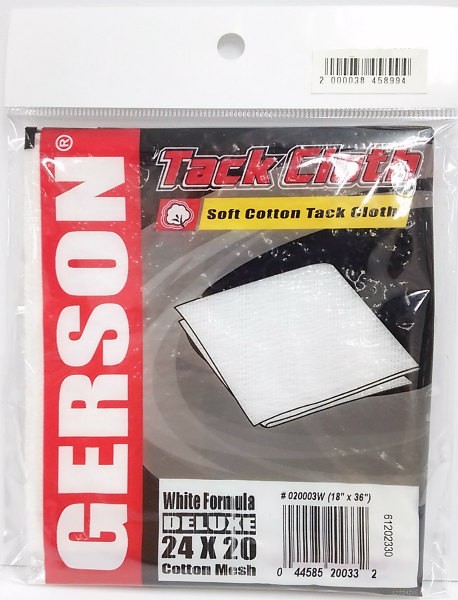 2 000038 458994
GERSON®
Tack Cloth
Soft Cotton Tack Cloth
White Formula
DELUXE
24 X 20
Cotton Mesh
# 020003W (18" x 36")
0 44585 20033 2
61202330